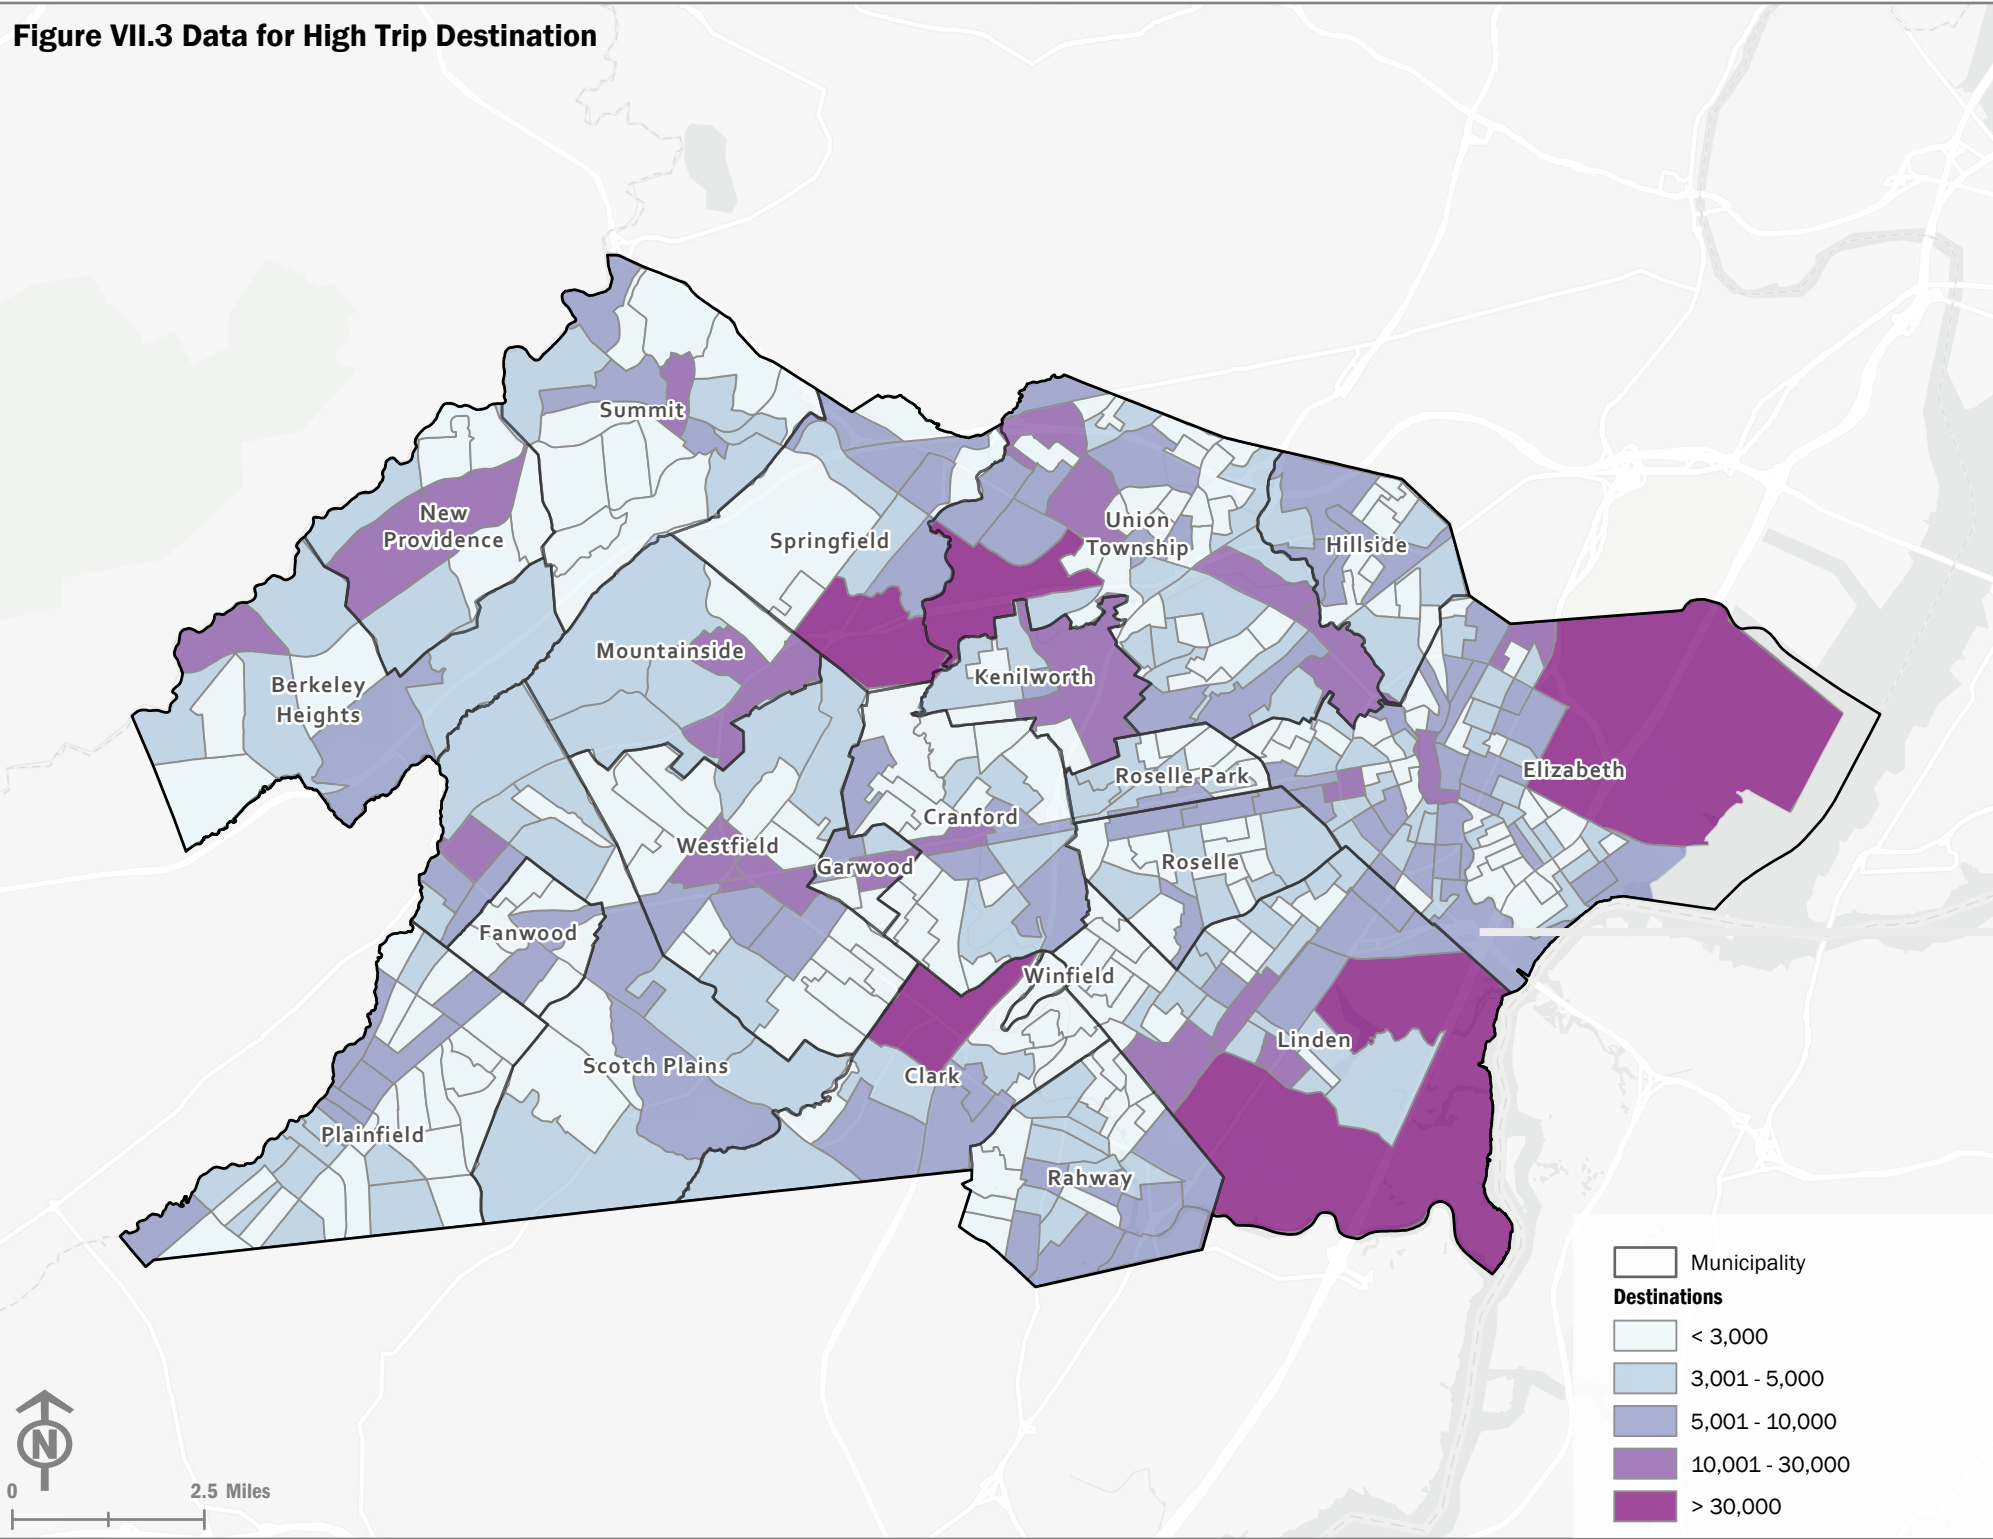 Figure VII.3 Data for High Trip Destination
Summit
New
Providence
Springfield
Union
Township
Hillside
Mountainside
Berkeley
Heights
Kenilworth
Elizabeth
Roselle Park
Cranford
Westfield
Garwood
Roselle
Fanwood
Winfield
Linden
Scotch Plains
Clark
Plainfield
Rahway
Municipality
Destinations
< 3,000
3,001 - 5,000
5,001 - 10,000
10,001 - 30,000
> 30,000
N
0 2.5 Miles